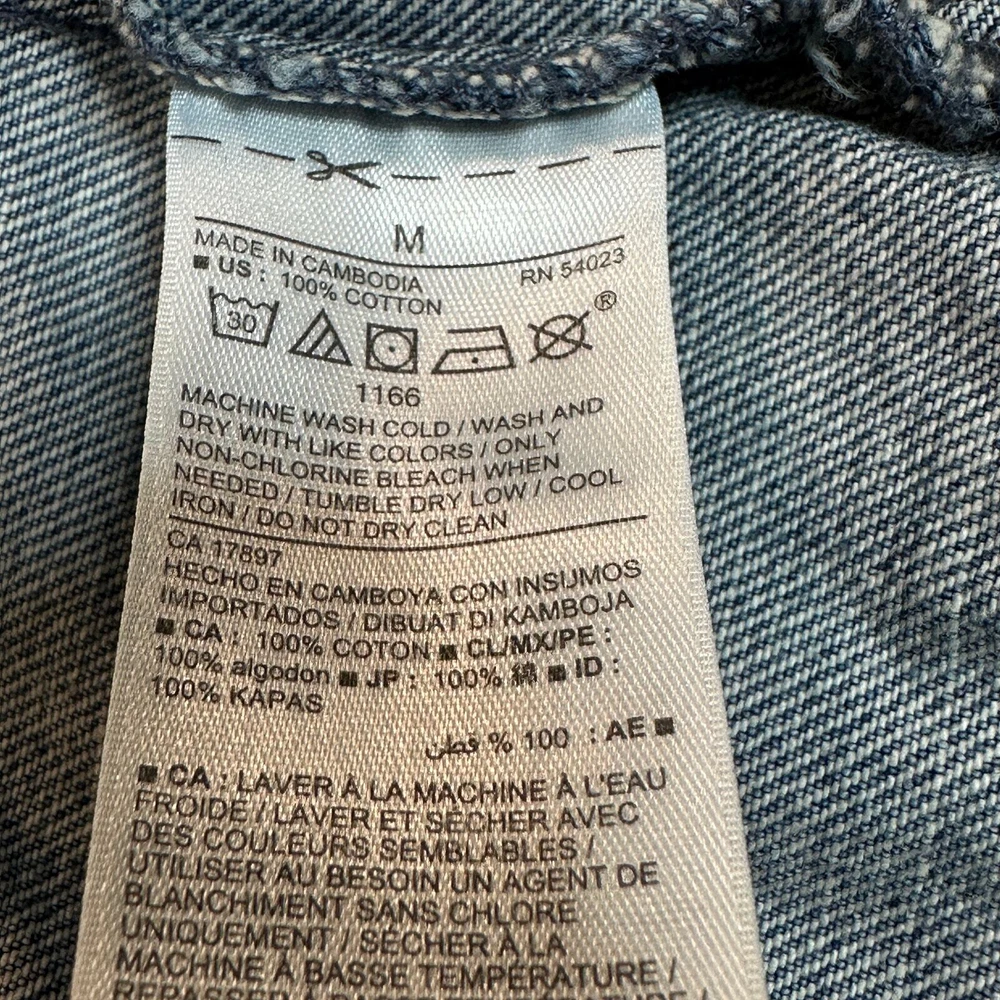 M
MADE IN CAMBODIA RN 54023
■ US : 100% COTTON
30 ®
1166
MACHINE WASH COLD / WASH AND
DRY WITH LIKE COLORS / ONLY
NON-CHLORINE BLEACH WHEN
NEEDED / TUMBLE DRY LOW / COOL
IRON / DO NOT DRY CLEAN
CA 17897
HECHO EN CAMBOYA CON INSUMOS
IMPORTADOS / DIBUAT DI KAMBOJA
■ CA : 100% COTON ■ CL/MX/PE :
100% algodon ■ JP : 100% 綿 ■ ID :
100% KAPAS
■ AE : 100 % قطن
■ CA : LAVER À LA MACHINE À L'EAU
FROIDE / LAVER ET SÉCHER AVEC
DES COULEURS SEMBLABLES /
UTILISER AU BESOIN UN AGENT DE
BLANCHIMENT SANS CHLORE
UNIQUEMENT / SÉCHER À LA
MACHINE À BASSE TEMPÉRATURE /